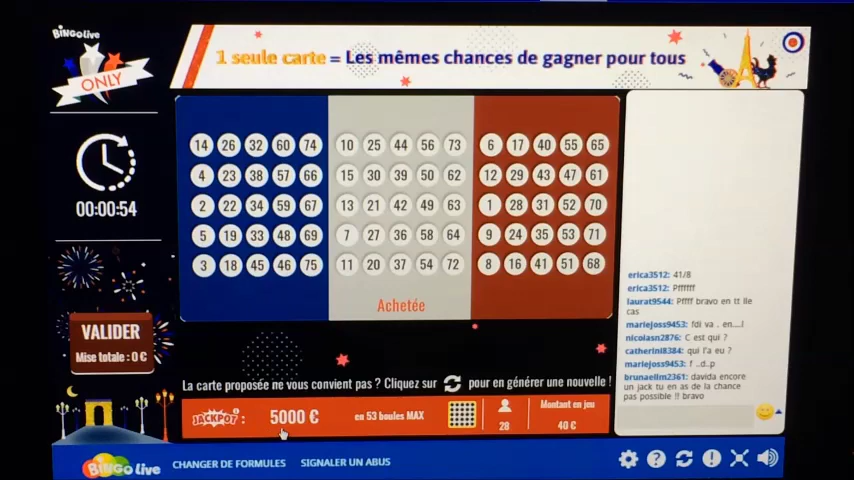 BiNGO live
ONLY
1 seule carte = Les mêmes chances de gagner pour tous
00:00:54
VALIDER
Mise totale : 0 €
14 26 32 60 74
4 23 38 57 66
2 22 34 59 67
5 19 33 48 69
3 18 45 46 75
10 25 44 56 73
15 30 39 50 62
13 21 42 49 63
7 27 36 58 64
11 20 37 54 72
Achetée
6 17 40 55 65
12 29 43 47 61
1 28 31 52 70
9 24 35 53 71
8 16 41 51 68
La carte proposée ne vous convient pas ? Cliquez sur pour en générer une nouvelle !
JACKPOT : 5000 € en 53 boules MAX
28
Montant en jeu
40 €
erica3512: 41/8
erica3512: Pfffffff
laurat9544: Pffff bravo en tt lle
cas
mariejoss9453: fdi va . en....l
nicolasn2876: C est qui ?
catherini8384: qui l'a eu ?
mariejoss9453: f ..d..p
brunaellm2361: davida encore
un jack tu en as de la chance
pas possible !! bravo
BiNGO live
CHANGER DE FORMULES
SIGNALER UN ABUS